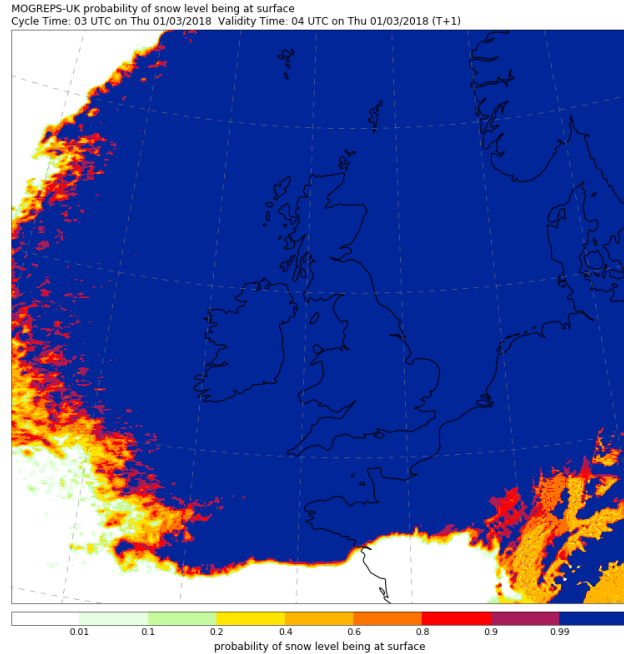 MOGREPS-UK probability of snow level being at surface
Cycle Time: 03 UTC on Thu 01/03/2018  Validity Time: 04 UTC on Thu 01/03/2018 (T+1)
0.01 0.1 0.2 0.4 0.6 0.8 0.9 0.99
probability of snow level being at surface